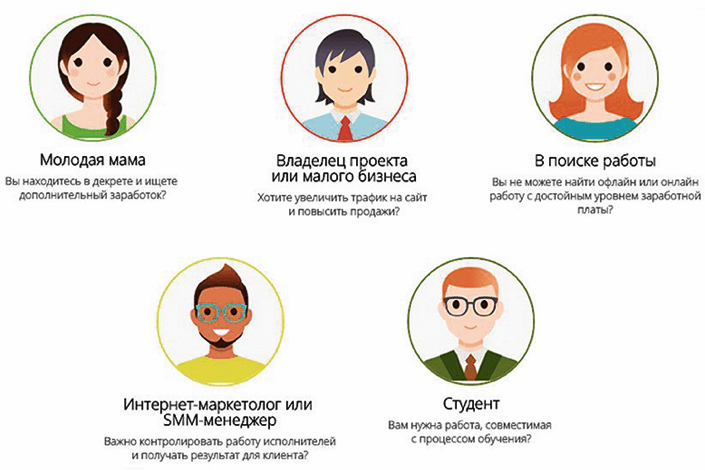 Молодая мама
Вы находитесь в декрете и ищете
дополнительный заработок?
Владелец проекта
или малого бизнеса
Хотите увеличить трафик на сайт
и повысить продажи?
В поиске работы
Вы не можете найти офлайн или онлайн
работу с достойным уровнем заработной
платы?
Интернет-маркетолог или
SMM-менеджер
Важно контролировать работу исполнителей
и получать результат для клиента?
Студент
Вам нужна работа, совместимая
с процессом обучения?